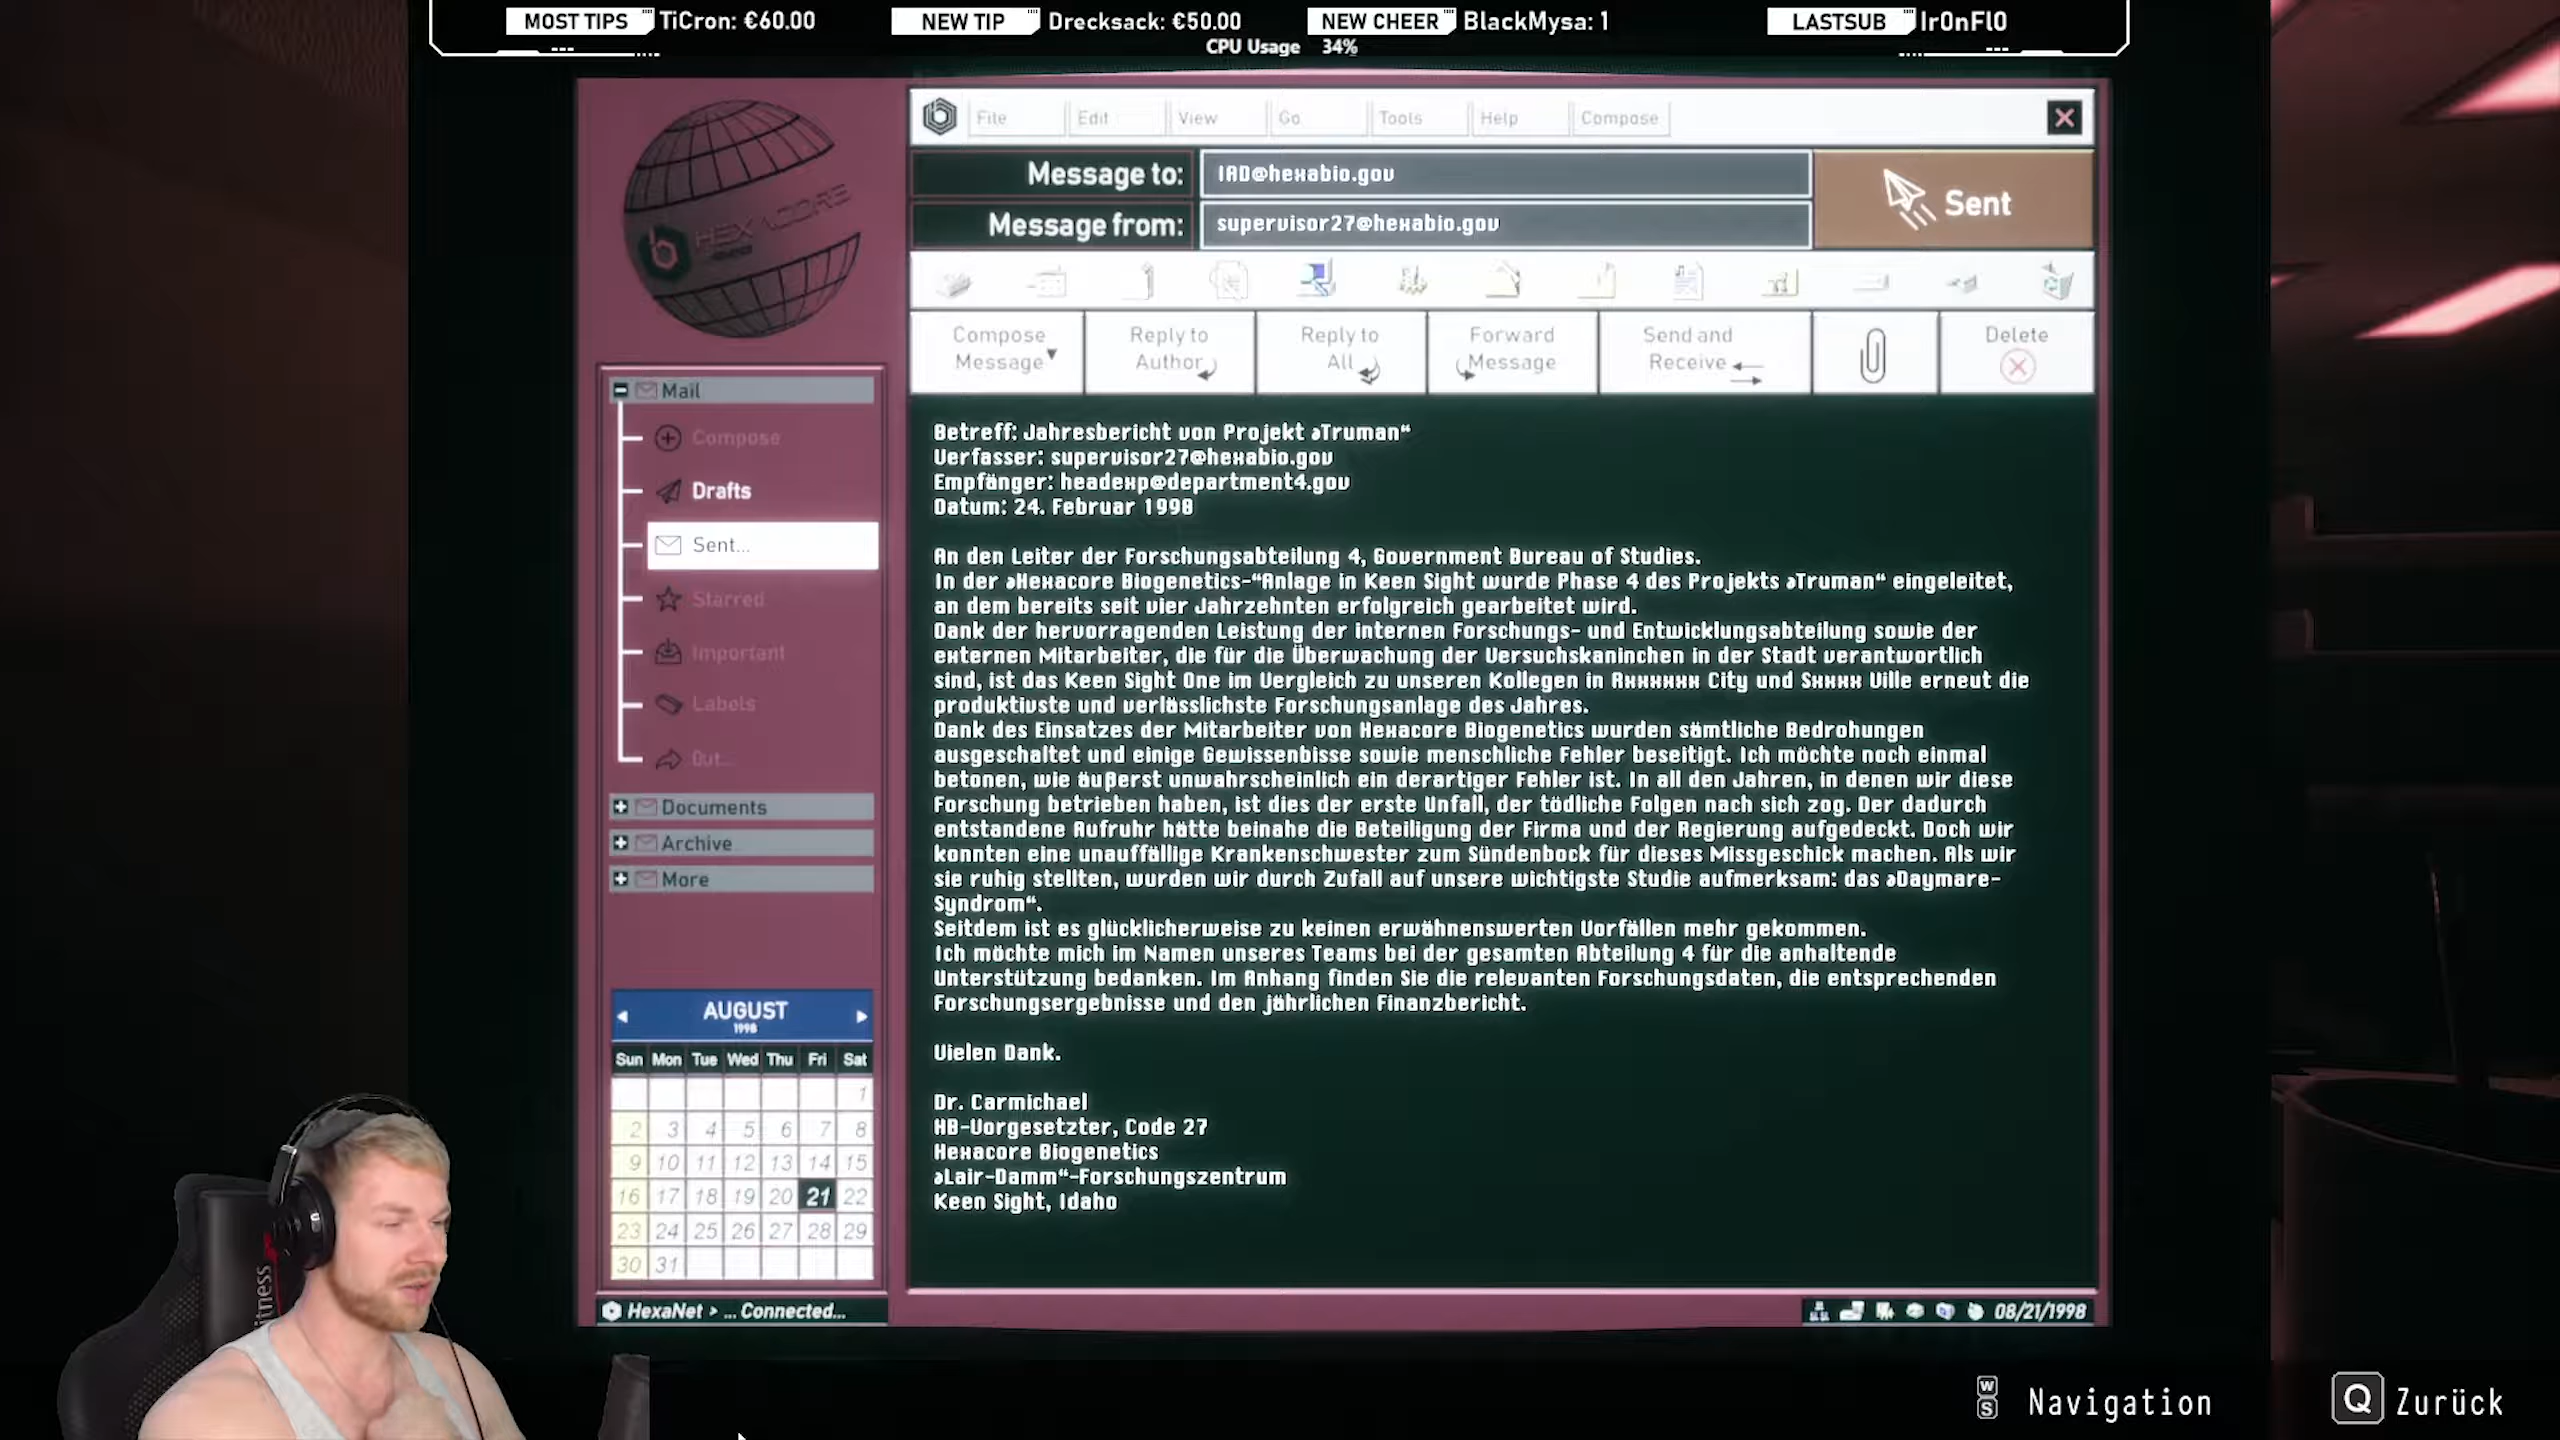 MOST TIPS TiCron: €60.00 NEW TIP Drecksack: €50.00 NEW CHEER BlackMysa: 1 LASTSUB Ir0nFl0
CPU Usage 34%
HEXACORE
File Edit View Go Tools Help Compose
Message to: IAD@hexabio.gov
Message from: supervisor27@hexabio.gov
Sent
Compose Message
Reply to Author
Reply to All
Forward Message
Send and Receive
Delete
Mail
Compose
Drafts
Sent...
Starred
Important
Labels
Out...
Documents
Archive
More
Betreff: Jahresbericht von Projekt „Truman“
Verfasser: supervisor27@hexabio.gov
Empfänger: headexp@department4.gov
Datum: 24. Februar 1998
An den Leiter der Forschungsabteilung 4, Government Bureau of Studies.
In der „Hexacore Biogenetics-“Anlage in Keen Sight wurde Phase 4 des Projekts „Truman“ eingeleitet,
an dem bereits seit vier Jahrzehnten erfolgreich gearbeitet wird.
Dank der hervorragenden Leistung der internen Forschungs- und Entwicklungsabteilung sowie der
externen Mitarbeiter, die für die Überwachung der Versuchskaninchen in der Stadt verantwortlich
sind, ist das Keen Sight One im Vergleich zu unseren Kollegen in Rxxxxxx City und Sxxxx Ville erneut die
produktivste und verlässlichste Forschungsanlage des Jahres.
Dank des Einsatzes der Mitarbeiter von Hexacore Biogenetics wurden sämtliche Bedrohungen
ausgeschaltet und einige Gewissenbisse sowie menschliche Fehler beseitigt. Ich möchte noch einmal
betonen, wie äußerst unwahrscheinlich ein derartiger Fehler ist. In all den Jahren, in denen wir diese
Forschung betrieben haben, ist dies der erste Unfall, der tödliche Folgen nach sich zog. Der dadurch
entstandene Aufruhr hätte beinahe die Beteiligung der Firma und der Regierung aufgedeckt. Doch wir
konnten eine unauffällige Krankenschwester zum Sündenbock für dieses Missgeschick machen. Als wir
sie ruhig stellten, wurden wir durch Zufall auf unsere wichtigste Studie aufmerksam: das „Daymare-
Syndrom“.
Seitdem ist es glücklicherweise zu keinen erwähnenswerten Vorfällen mehr gekommen.
Ich möchte mich im Namen unseres Teams bei der gesamten Abteilung 4 für die anhaltende
Unterstützung bedanken. Im Anhang finden Sie die relevanten Forschungsdaten, die entsprechenden
Forschungsergebnisse und den jährlichen Finanzbericht.
Vielen Dank.
Dr. Carmichael
HB-Vorgesetzter, Code 27
Hexacore Biogenetics
„Lair-Damm“-Forschungszentrum
Keen Sight, Idaho
AUGUST
1998
Sun Mon Tue Wed Thu Fri Sat
1
2 3 4 5 6 7 8
9 10 11 12 13 14 15
16 17 18 19 20 21 22
23 24 25 26 27 28 29
30 31
HexaNet > ... Connected...
08/21/1998
W
S Navigation
Q Zurück